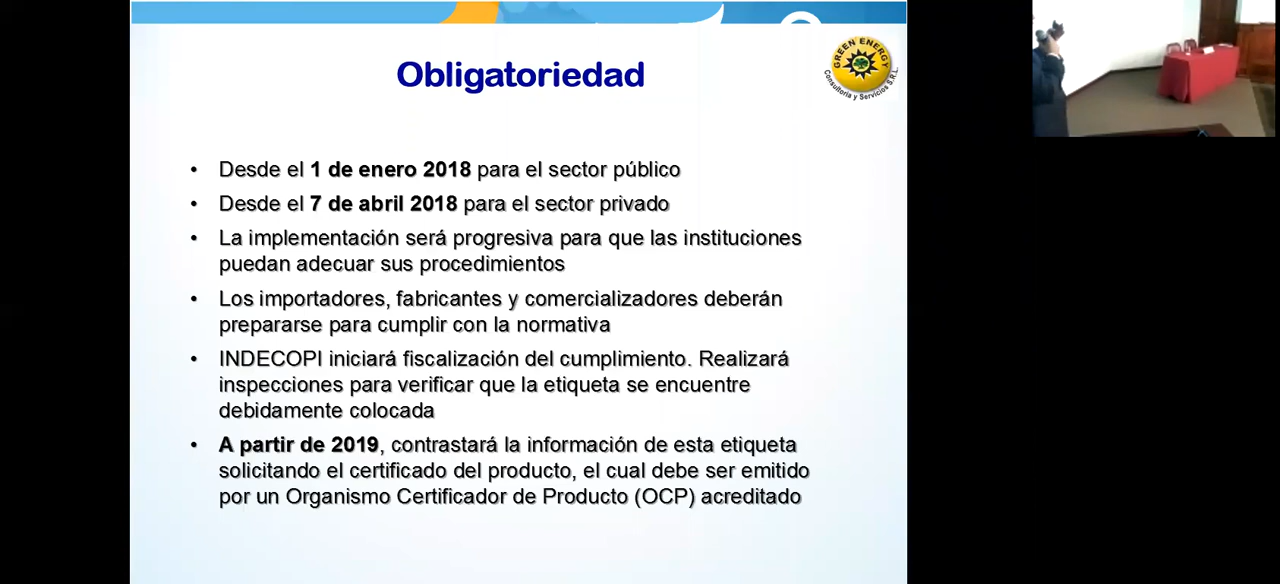 Obligatoriedad
GREEN ENERGY
Consultoría y Servicios S.R.L.
• Desde el 1 de enero 2018 para el sector público
• Desde el 7 de abril 2018 para el sector privado
• La implementación será progresiva para que las instituciones
puedan adecuar sus procedimientos
• Los importadores, fabricantes y comercializadores deberán
prepararse para cumplir con la normativa
• INDECOPI iniciará fiscalización del cumplimiento. Realizará
inspecciones para verificar que la etiqueta se encuentre
debidamente colocada
• A partir de 2019, contrastará la información de esta etiqueta
solicitando el certificado del producto, el cual debe ser emitido
por un Organismo Certificador de Producto (OCP) acreditado